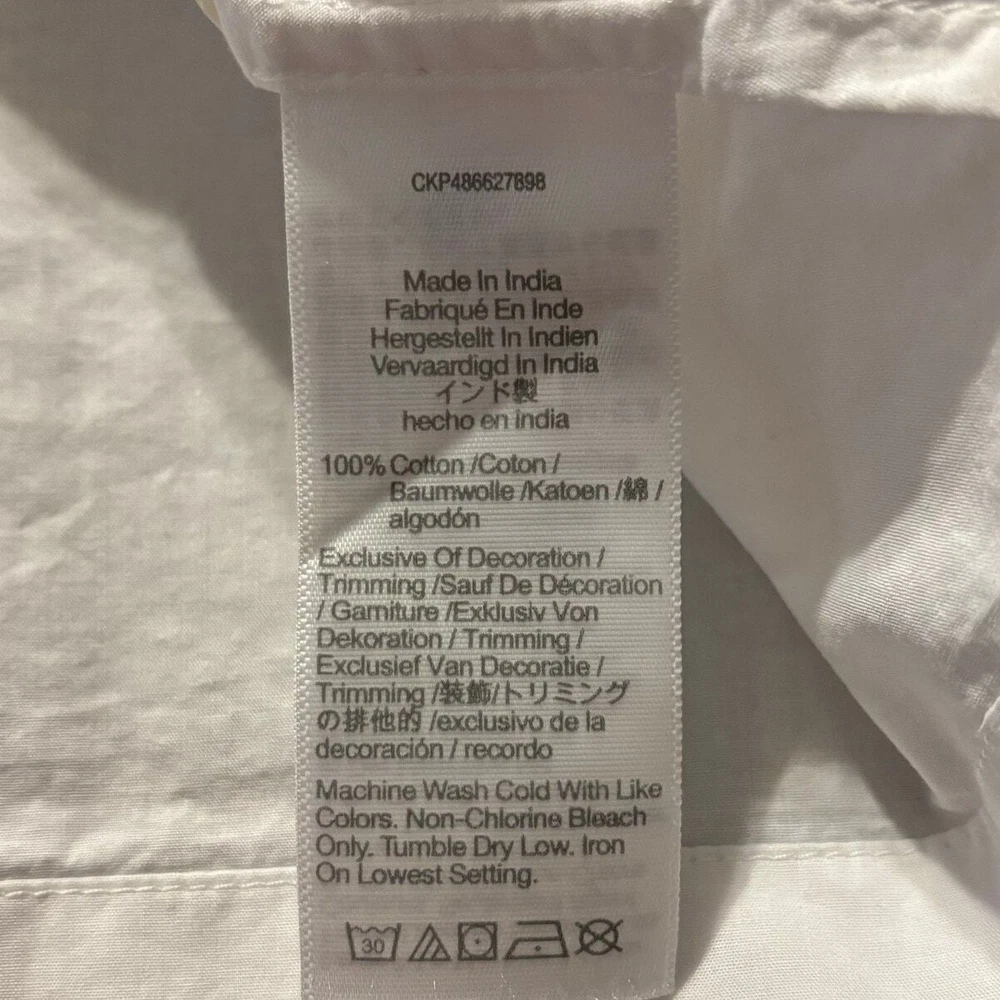 CKP486627898
Made In India
Fabriqué En Inde
Hergestellt In Indien
Vervaardigd In India
インド製
hecho en india
100% Cotton /Coton /
Baumwolle /Katoen /綿 /
algodón
Exclusive Of Decoration /
Trimming /Sauf De Décoration
/ Garniture /Exklusiv Von
Dekoration / Trimming /
Exclusief Van Decoratie /
Trimming /装飾/トリミング
の排他的 /exclusivo de la
decoración / recordo
Machine Wash Cold With Like
Colors. Non-Chlorine Bleach
Only. Tumble Dry Low. Iron
On Lowest Setting.
30